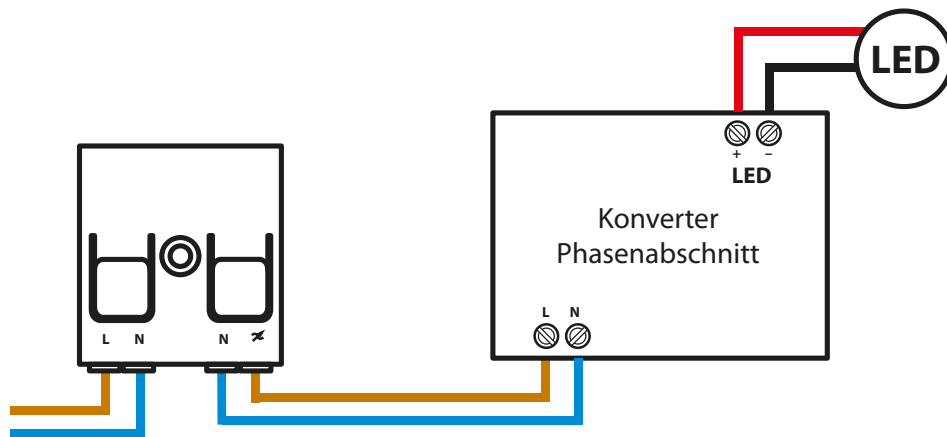 LED
+ −
LED
Konverter
Phasenabschnitt
L N
L N N